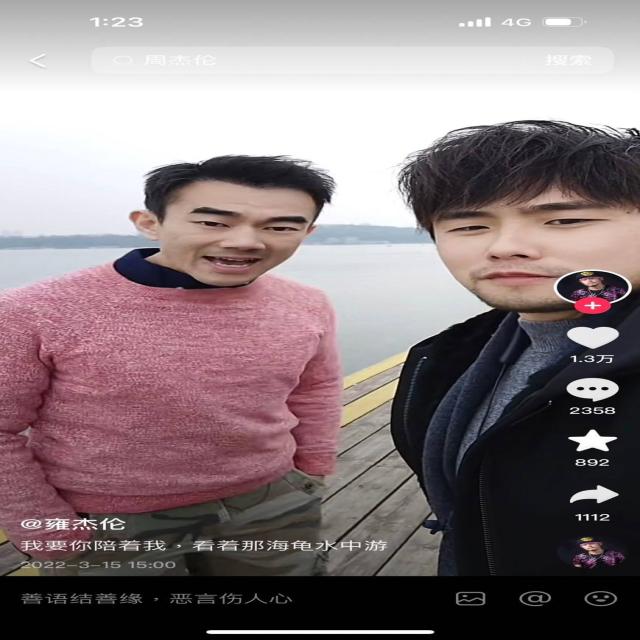 1:23
4G
周杰伦
搜索
1.3万
2358
892
1112
@雍杰伦
我要你陪着我，看着那海龟水中游
2022-3-15 15:00
善语结善缘，恶言伤人心